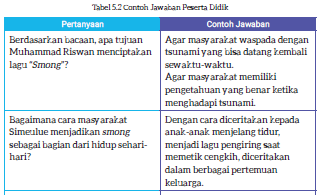 Tabel 5.2 Contoh Jawaban Peserta Didik
Pertanyaan
Contoh Jawaban
Berdasarkan bacaan, apa tujuan
Muhammad Riswan menciptakan
lagu "Smong"?
Agar masyarakat waspada dengan
tsunami yang bisa datang kembali
sewaktu-waktu.
Agar masyarakat memiliki
pengetahuan yang benar ketika
menghadapi tsunami.
Bagaimana cara masyarakat
Simeulue menjadikan smong
sebagai bagian dari hidup sehari-
hari?
Dengan cara diceritakan kepada
anak-anak menjelang tidur,
menjadi lagu pengiring saat
memetik cengkih, diceritakan
dalam berbagai pertemuan
keluarga.